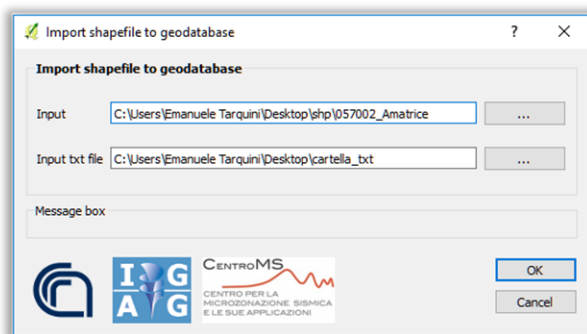 Import shapefile to geodatabase
? ×
Import shapefile to geodatabase
Input C:\Users\Emanuele Tarquini\Desktop\shp\057002_Amatrice ...
Input txt file C:\Users\Emanuele Tarquini\Desktop\cartella_txt ...
Message box
I G
A G
CENTROMS
CENTRO PER LA
MICROZONAZIONE SISMICA
E LE SUE APPLICAZIONI
OK
Cancel